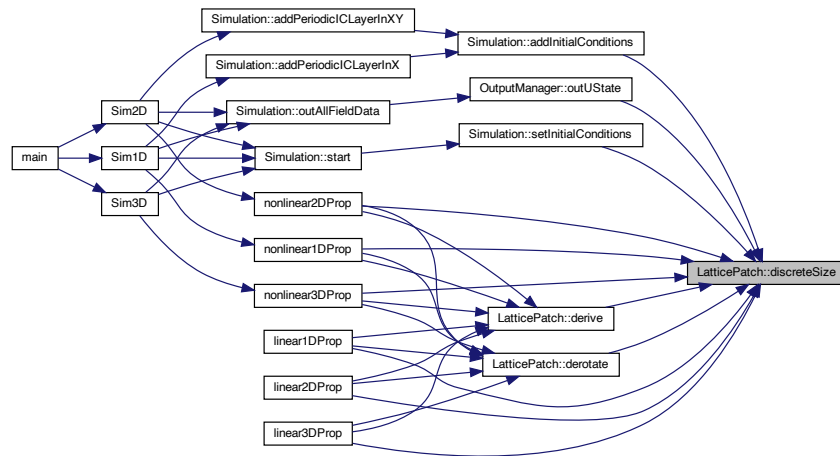 Simulation::addPeriodicICLayerInXY
Simulation::addInitialConditions
Simulation::addPeriodicICLayerInX
OutputManager::outUState
Sim2D
Simulation::outAllFieldData
Simulation::setInitialConditions
main
Sim1D
Simulation::start
Sim3D
nonlinear2DProp
nonlinear1DProp
LatticePatch::discreteSize
nonlinear3DProp
LatticePatch::derive
linear1DProp
LatticePatch::derotate
linear2DProp
linear3DProp